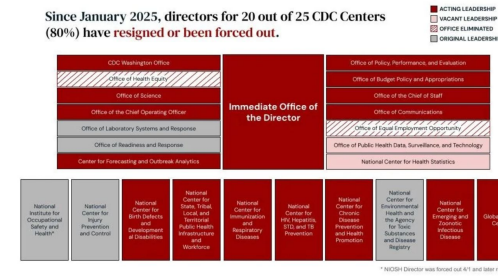 Since January 2025, directors for 20 out of 25 CDC Centers
(80%) have resigned or been forced out.
ACTING LEADERSHIP
VACANT LEADERSHIP
OFFICE ELIMINATED
ORIGINAL LEADERSHI
CDC Washington Office
Office of Health Equity
Office of Science
Office of the Chief Operating Officer
Office of Laboratory Systems and Response
Office of Readiness and Response
Center for Forecasting and Outbreak Analytics
Immediate Office of
the Director
Office of Policy, Performance, and Evaluation
Office of Budget Policy and Appropriations
Office of the Chief of Staff
Office of Communications
Office of Equal Employment Opportunity
Office of Public Health Data, Surveillance, and Technology
National Center for Health Statistics
National
Institute for
Occupational
Safety and
Health*
National
Center for
Injury
Prevention
and Control
National
Center for
Birth Defects
and
Development
al Disabilities
National
Center for
State, Tribal,
Local, and
Territorial
Public Health
Infrastructure
and
Workforce
National
Center for
Immunization
and
Respiratory
Diseases
National
Center for
HIV, Hepatitis,
STD, and TB
Prevention
National
Center for
Chronic
Disease
Prevention
and Health
Promotion
National
Center for
Environmental
Health and
the Agency
for Toxic
Substances
and Disease
Registry
National
Center for
Emerging and
Zoonotic
Infectious
Disease
Globa
Ce
* NIOSH Director was forced out 4/1 and later r